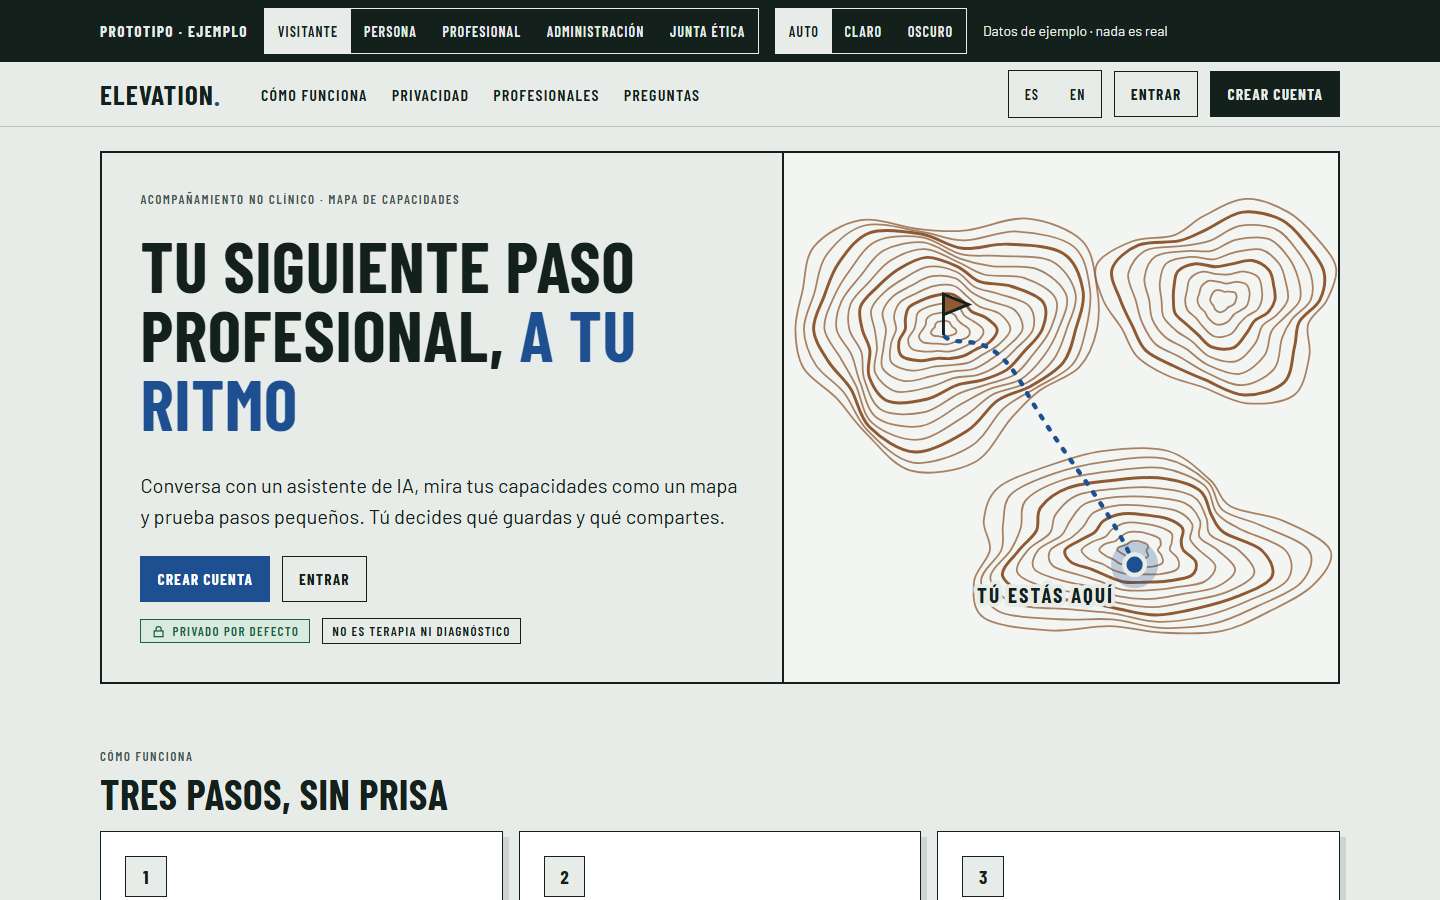 PROTOTIPO · EJEMPLO
VISITANTE
PERSONA
PROFESIONAL
ADMINISTRACIÓN
JUNTA ÉTICA
AUTO
CLARO
OSCURO
Datos de ejemplo · nada es real
ELEVATION.
CÓMO FUNCIONA
PRIVACIDAD
PROFESIONALES
PREGUNTAS
ES
EN
ENTRAR
CREAR CUENTA
ACOMPAÑAMIENTO NO CLÍNICO · MAPA DE CAPACIDADES
TU SIGUIENTE PASO
PROFESIONAL, A TU
RITMO
Conversa con un asistente de IA, mira tus capacidades como un mapa
y prueba pasos pequeños. Tú decides qué guardas y qué compartes.
CREAR CUENTA
ENTRAR
PRIVADO POR DEFECTO
NO ES TERAPIA NI DIAGNÓSTICO
TÚ ESTÁS AQUÍ
CÓMO FUNCIONA
TRES PASOS, SIN PRISA
1
2
3